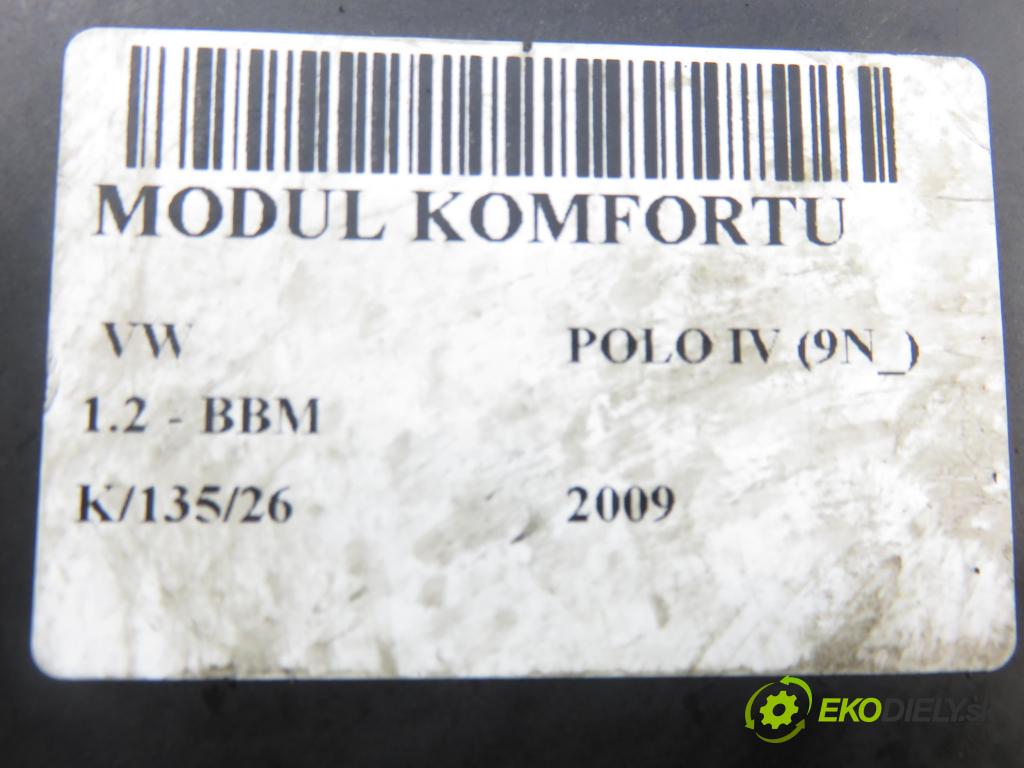 MODUL KOMFORTU
VW POLO IV (9N_)
1.2 - BBM
K/135/26 2009
EKODIELY.sk